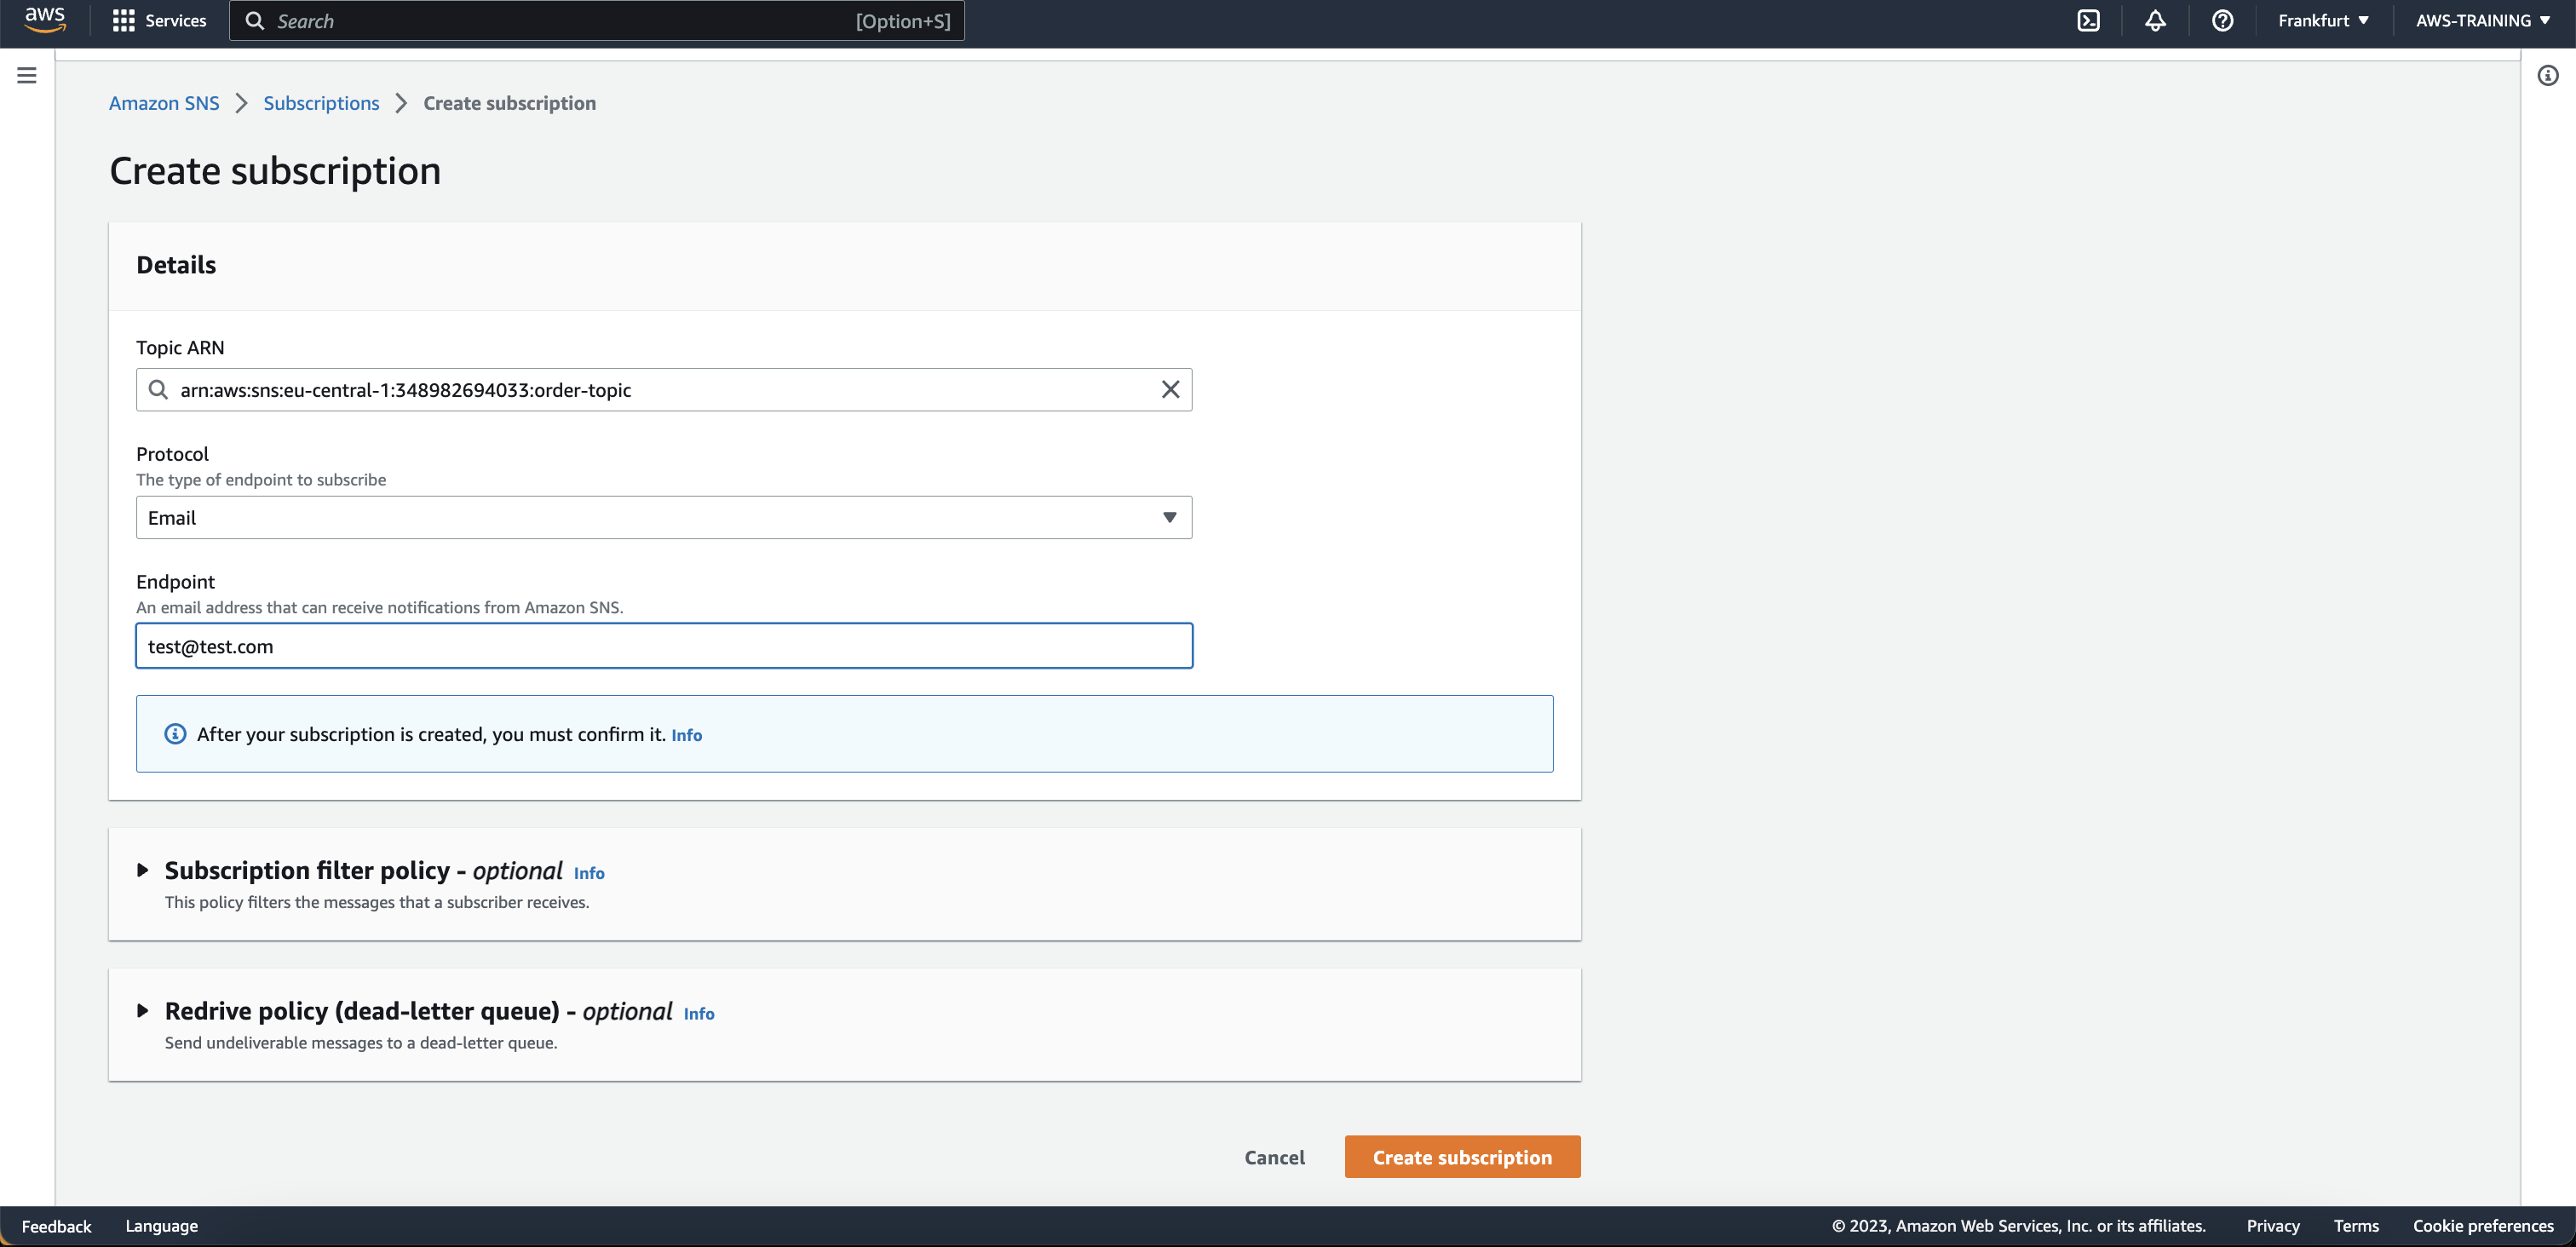 aws Services Search [Option+S] Frankfurt AWS-TRAINING
Amazon SNS Subscriptions Create subscription
Create subscription
Details
Topic ARN
arn:aws:sns:eu-central-1:348982694033:order-topic
Protocol
The type of endpoint to subscribe
Email
Endpoint
An email address that can receive notifications from Amazon SNS.
test@test.com
After your subscription is created, you must confirm it. Info
Subscription filter policy - optional Info
This policy filters the messages that a subscriber receives.
Redrive policy (dead-letter queue) - optional Info
Send undeliverable messages to a dead-letter queue.
Cancel Create subscription
Feedback Language © 2023, Amazon Web Services, Inc. or its affiliates. Privacy Terms Cookie preferences